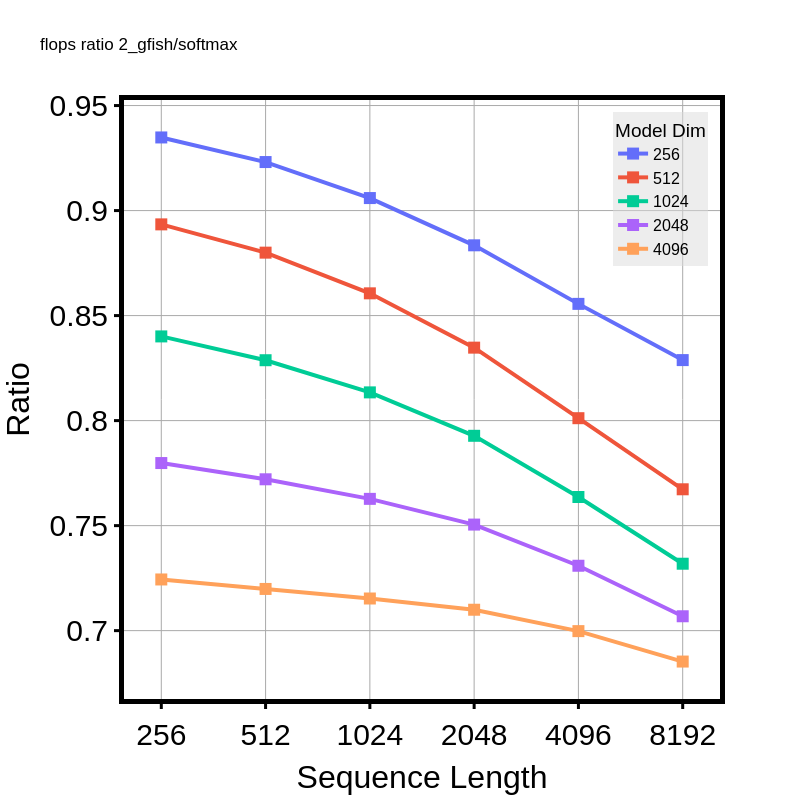 flops ratio 2_gfish/softmax
0.95
0.9
0.85
0.8
0.75
0.7
Ratio
Model Dim
256
512
1024
2048
4096
256 512 1024 2048 4096 8192
Sequence Length